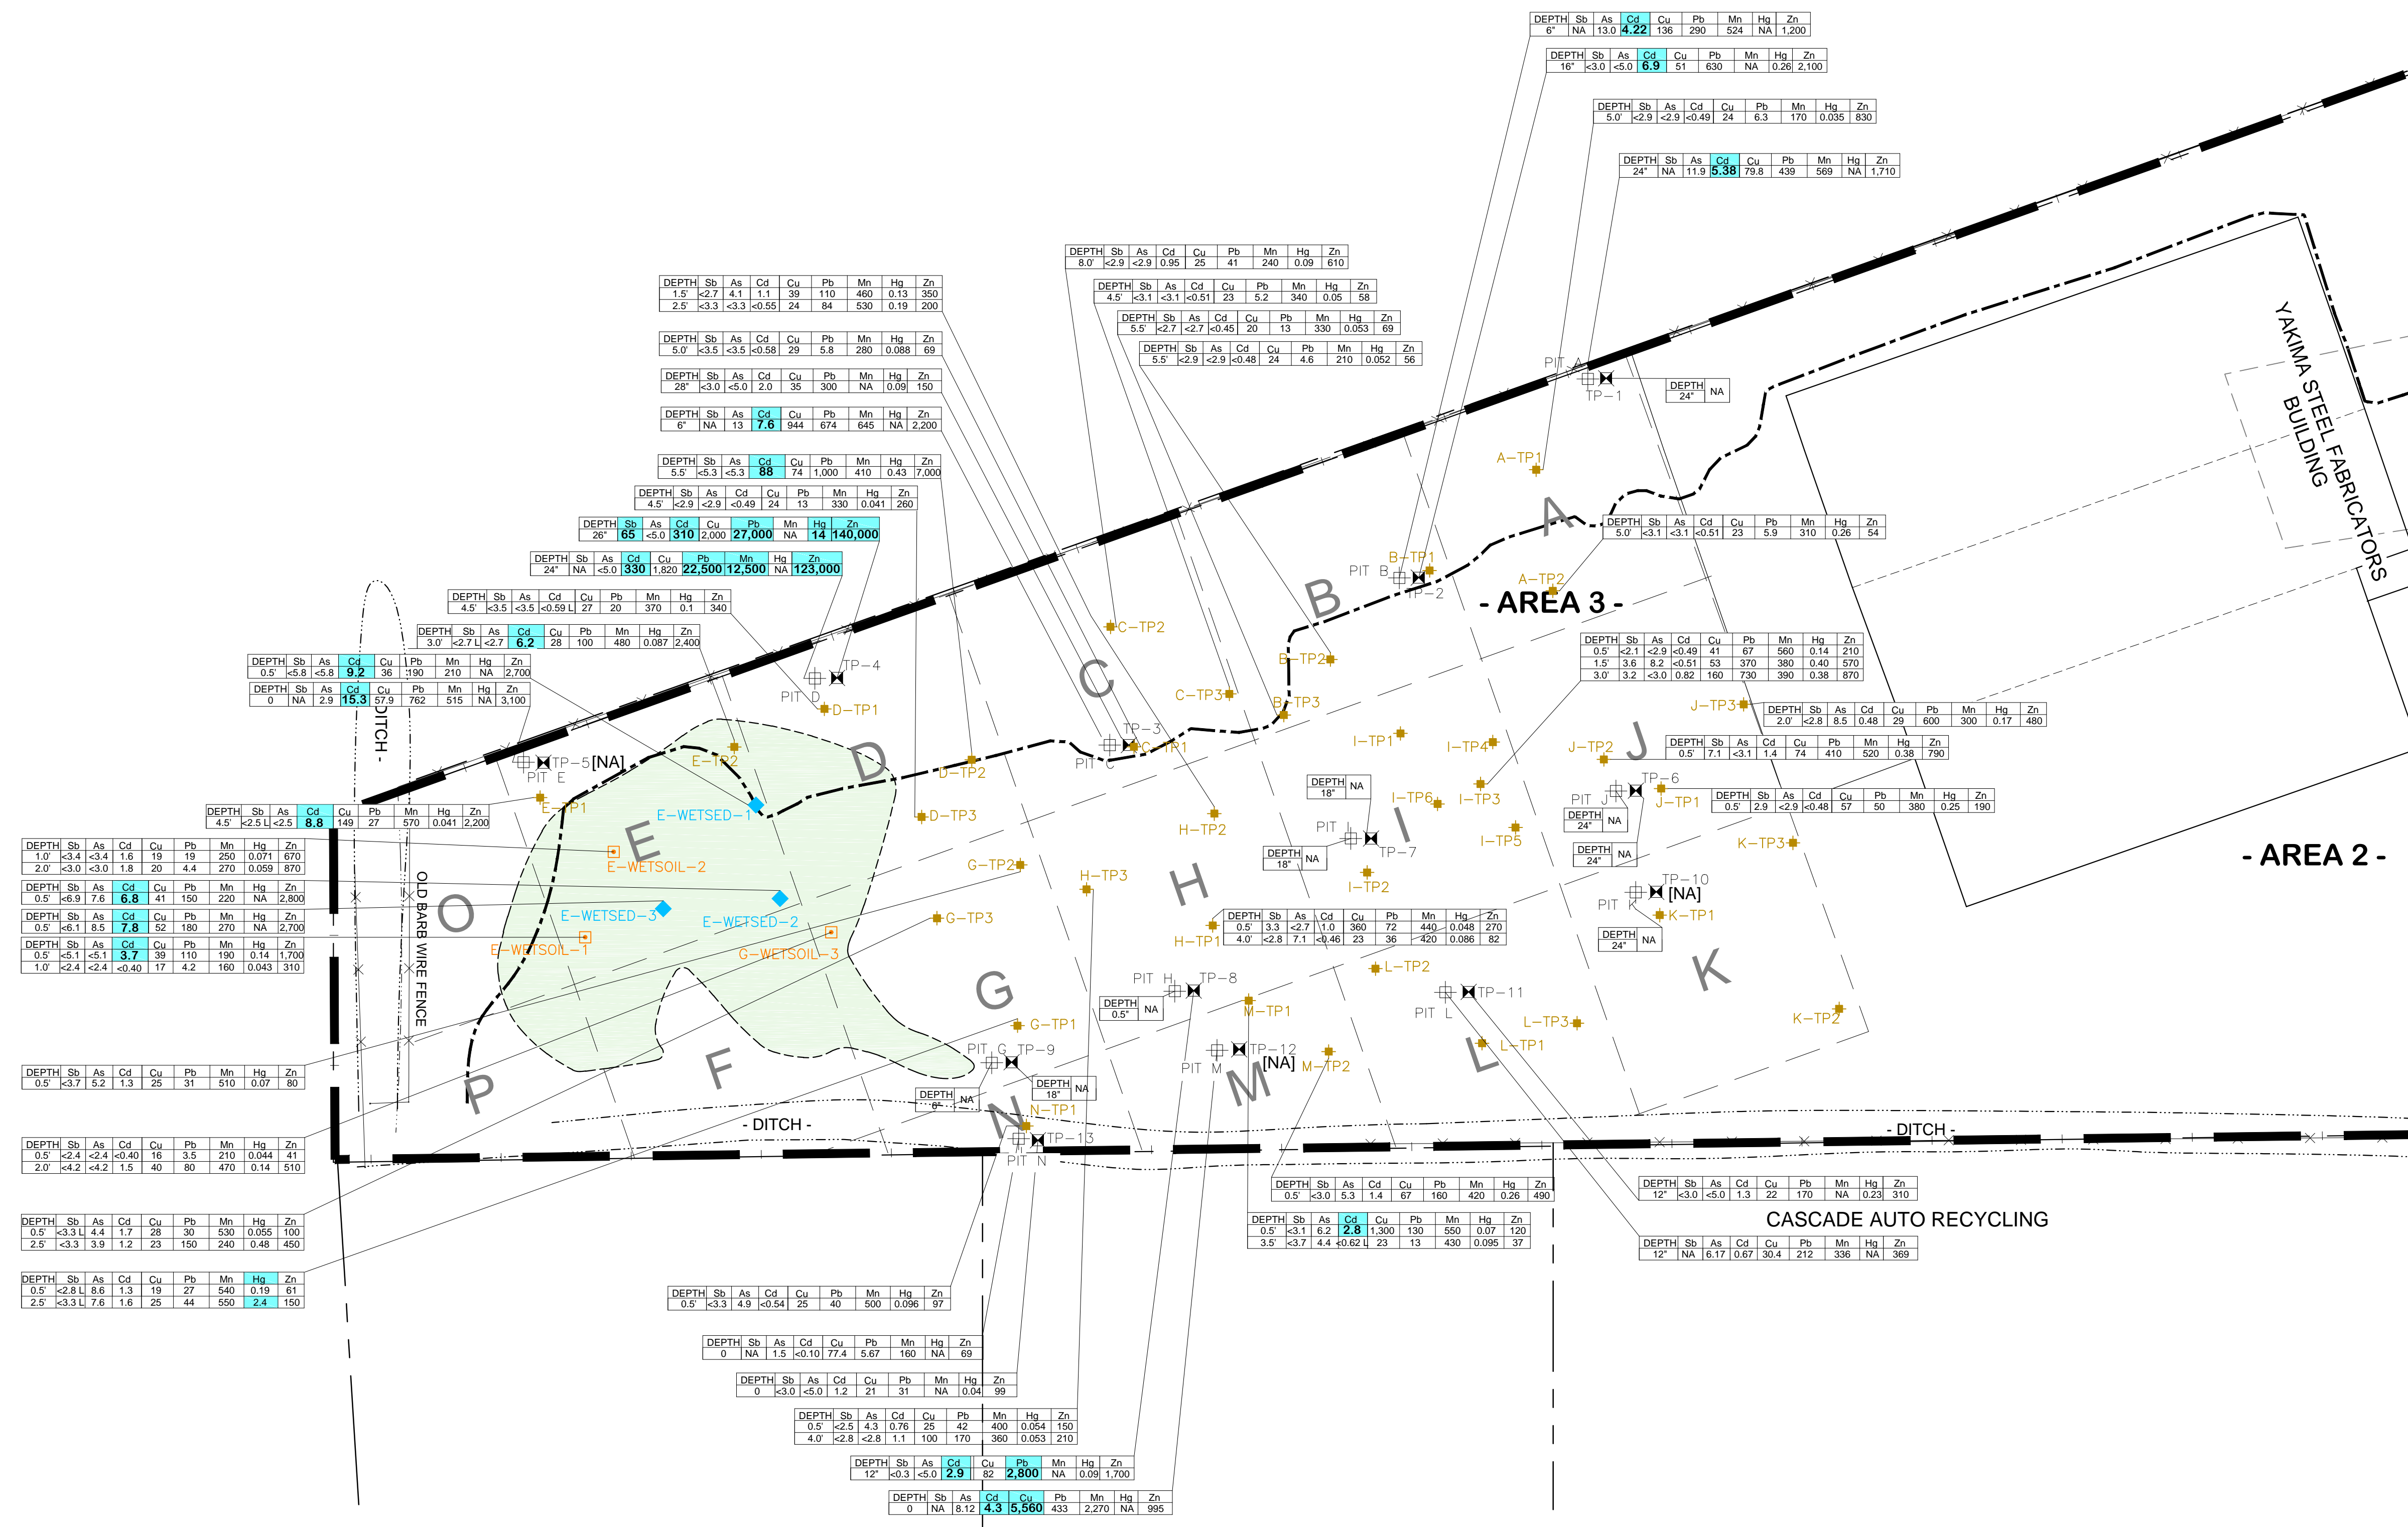 DEPTH Sb As Cd Cu Pb Mn Hg Zn
6" NA 13.0 4.22 136 290 524 NA 1,200
DEPTH Sb As Cd Cu Pb Mn Hg Zn
16" <3.0 <5.0 6.9 51 630 NA 0.26 2,100
DEPTH Sb As Cd Cu Pb Mn Hg Zn
5.0' <2.9 <2.9 <0.49 24 6.3 170 0.035 830
DEPTH Sb As Cd Cu Pb Mn Hg Zn
24" NA 11.9 5.38 79.8 439 569 NA 1,710
DEPTH Sb As Cd Cu Pb Mn Hg Zn
8.0' <2.9 <2.9 0.95 25 41 240 0.09 610
DEPTH Sb As Cd Cu Pb Mn Hg Zn
4.5' <3.1 <3.1 <0.51 23 5.2 340 0.05 58
DEPTH Sb As Cd Cu Pb Mn Hg Zn
5.5' <2.7 <2.7 <0.45 20 13 330 0.053 69
DEPTH Sb As Cd Cu Pb Mn Hg Zn
5.5' <2.9 <2.9 <0.48 24 4.6 210 0.052 56
DEPTH Sb As Cd Cu Pb Mn Hg Zn
1.5' <2.7 4.1 1.1 39 110 460 0.13 350
2.5' <3.3 <3.3 <0.55 24 84 530 0.19 200
DEPTH Sb As Cd Cu Pb Mn Hg Zn
5.0' <3.5 <3.5 <0.58 29 5.8 280 0.088 69
DEPTH Sb As Cd Cu Pb Mn Hg Zn
28" <3.0 <5.0 2.0 35 300 NA 0.09 150
DEPTH Sb As Cd Cu Pb Mn Hg Zn
6" NA 13 7.6 944 674 645 NA 2,200
DEPTH Sb As Cd Cu Pb Mn Hg Zn
5.5' <5.3 <5.3 88 74 1,000 410 0.43 7,000
DEPTH Sb As Cd Cu Pb Mn Hg Zn
4.5' <2.9 <2.9 <0.49 24 13 330 0.041 260
DEPTH Sb As Cd Cu Pb Mn Hg Zn
26" 65 <5.0 310 2,000 27,000 NA 14 140,000
DEPTH Sb As Cd Cu Pb Mn Hg Zn
24" NA <5.0 330 1,820 22,500 12,500 NA 123,000
DEPTH Sb As Cd Cu Pb Mn Hg Zn
4.5' <3.5 <3.5 <0.59 L 27 20 370 0.1 340
DEPTH Sb As Cd Cu Pb Mn Hg Zn
3.0' <2.7 L <2.7 6.2 28 100 480 0.087 2,400
DEPTH Sb As Cd Cu Pb Mn Hg Zn
0.5' <5.8 <5.8 9.2 36 190 210 NA 2,700
DEPTH Sb As Cd Cu Pb Mn Hg Zn
0 NA 2.9 15.3 57.9 762 515 NA 3,100
DITCH -
PIT A
TP-1
DEPTH NA
24"
A-TP1
A
DEPTH Sb As Cd Cu Pb Mn Hg Zn
5.0' <3.1 <3.1 <0.51 23 5.9 310 0.26 54
A-TP2
- AREA 3 -
B-TP1
PIT B
TP-2
B
B-TP2
B-TP3
C-TP2
C
C-TP3
TP-3
C-TP1
PIT C
TP-4
PIT D
D-TP1
D
D-TP2
D-TP3
YAKIMA STEEL FABRICATORS
BUILDING
DEPTH Sb As Cd Cu Pb Mn Hg Zn
0.5' <2.1 <2.9 <0.49 41 67 560 0.14 210
1.5' 3.6 8.2 <0.51 53 370 380 0.40 570
3.0' 3.2 <3.0 0.82 160 730 390 0.38 870
J-TP3
DEPTH Sb As Cd Cu Pb Mn Hg Zn
2.0' <2.8 8.5 0.48 29 600 300 0.17 480
J
J-TP2
DEPTH Sb As Cd Cu Pb Mn Hg Zn
0.5' 7.1 <3.1 1.4 74 410 520 0.38 790
TP-6
PIT J
J-TP1
DEPTH Sb As Cd Cu Pb Mn Hg Zn
0.5' 2.9 <2.9 <0.48 57 50 380 0.25 190
DEPTH NA
24"
DEPTH NA
24"
I-TP1
I-TP4
I-TP3
I-TP6
I-TP5
I
DEPTH NA
18"
PIT I
TP-7
DEPTH NA
18"
I-TP2
K-TP3
- AREA 2 -
TP-10
[NA]
PIT K
K-TP1
DEPTH NA
24"
K
K-TP2
TP-5 [NA]
PIT E
E-TP2
E-TP1
E-WETSED-1
E
E-WETSOIL-2
E-WETSED-3
E-WETSED-2
E-WETSOIL-1
G-WETSOIL-3
O
OLD BARB WIRE FENCE
H-TP2
G-TP2
H-TP3
H
G-TP3
H-TP1
DEPTH Sb As Cd Cu Pb Mn Hg Zn
0.5' 3.3 <2.7 1.0 360 72 440 0.048 270
4.0' <2.8 7.1 <0.46 23 36 420 0.086 82
DEPTH Sb As Cd Cu Pb Mn Hg Zn
4.5' <2.5 L <2.5 8.8 149 27 570 0.041 2,200
DEPTH Sb As Cd Cu Pb Mn Hg Zn
1.0' <3.4 <3.4 1.6 19 19 250 0.071 670
2.0' <3.0 <3.0 1.8 20 4.4 270 0.059 870
DEPTH Sb As Cd Cu Pb Mn Hg Zn
0.5' <6.9 7.6 6.8 41 150 220 NA 2,800
DEPTH Sb As Cd Cu Pb Mn Hg Zn
0.5' <6.1 8.5 7.8 52 180 270 NA 2,700
DEPTH Sb As Cd Cu Pb Mn Hg Zn
0.5' <5.1 <5.1 3.7 39 110 190 0.14 1,700
1.0' <2.4 <2.4 <0.40 17 4.2 160 0.043 310
G
L-TP2
PIT H
TP-8
DEPTH NA
0.5"
M-TP1
TP-11
PIT L
L-TP3
L-TP1
L
G-TP1
PIT G
TP-9
DEPTH NA
6"
DEPTH NA
18"
TP-12
[NA]
PIT M
M-TP2
M
F
P
N-TP1
N
TP-13
PIT N
- DITCH -
- DITCH -
DEPTH Sb As Cd Cu Pb Mn Hg Zn
0.5' <3.7 5.2 1.3 25 31 510 0.07 80
DEPTH Sb As Cd Cu Pb Mn Hg Zn
0.5' <2.4 <2.4 <0.40 16 3.5 210 0.044 41
2.0' <4.2 <4.2 1.5 40 80 470 0.14 510
DEPTH Sb As Cd Cu Pb Mn Hg Zn
0.5' <3.3 L 4.4 1.7 28 30 530 0.055 100
2.5' <3.3 3.9 1.2 23 150 240 0.48 450
DEPTH Sb As Cd Cu Pb Mn Hg Zn
0.5' <2.8 L 8.6 1.3 19 27 540 0.19 61
2.5' <3.3 L 7.6 1.6 25 44 550 2.4 150
DEPTH Sb As Cd Cu Pb Mn Hg Zn
0.5' <3.0 5.3 1.4 67 160 420 0.26 490
DEPTH Sb As Cd Cu Pb Mn Hg Zn
0.5' <3.1 6.2 2.8 1,300 130 550 0.07 120
3.5' <3.7 4.4 <0.62 L 23 13 430 0.095 37
DEPTH Sb As Cd Cu Pb Mn Hg Zn
12" <3.0 <5.0 1.3 22 170 NA 0.23 310
CASCADE AUTO RECYCLING
DEPTH Sb As Cd Cu Pb Mn Hg Zn
12" NA 6.17 0.67 30.4 212 336 NA 369
DEPTH Sb As Cd Cu Pb Mn Hg Zn
0.5' <3.3 4.9 <0.54 25 40 500 0.096 97
DEPTH Sb As Cd Cu Pb Mn Hg Zn
0 NA 1.5 <0.10 77.4 5.67 160 NA 69
DEPTH Sb As Cd Cu Pb Mn Hg Zn
0 <3.0 <5.0 1.2 21 31 NA 0.04 99
DEPTH Sb As Cd Cu Pb Mn Hg Zn
0.5' <2.5 4.3 0.76 25 42 400 0.054 150
4.0' <2.8 <2.8 1.1 100 170 360 0.053 210
DEPTH Sb As Cd Cu Pb Mn Hg Zn
12" <0.3 <5.0 2.9 82 2,800 NA 0.09 1,700
DEPTH Sb As Cd Cu Pb Mn Hg Zn
0 NA 8.12 4.3 5,560 433 2,270 NA 995